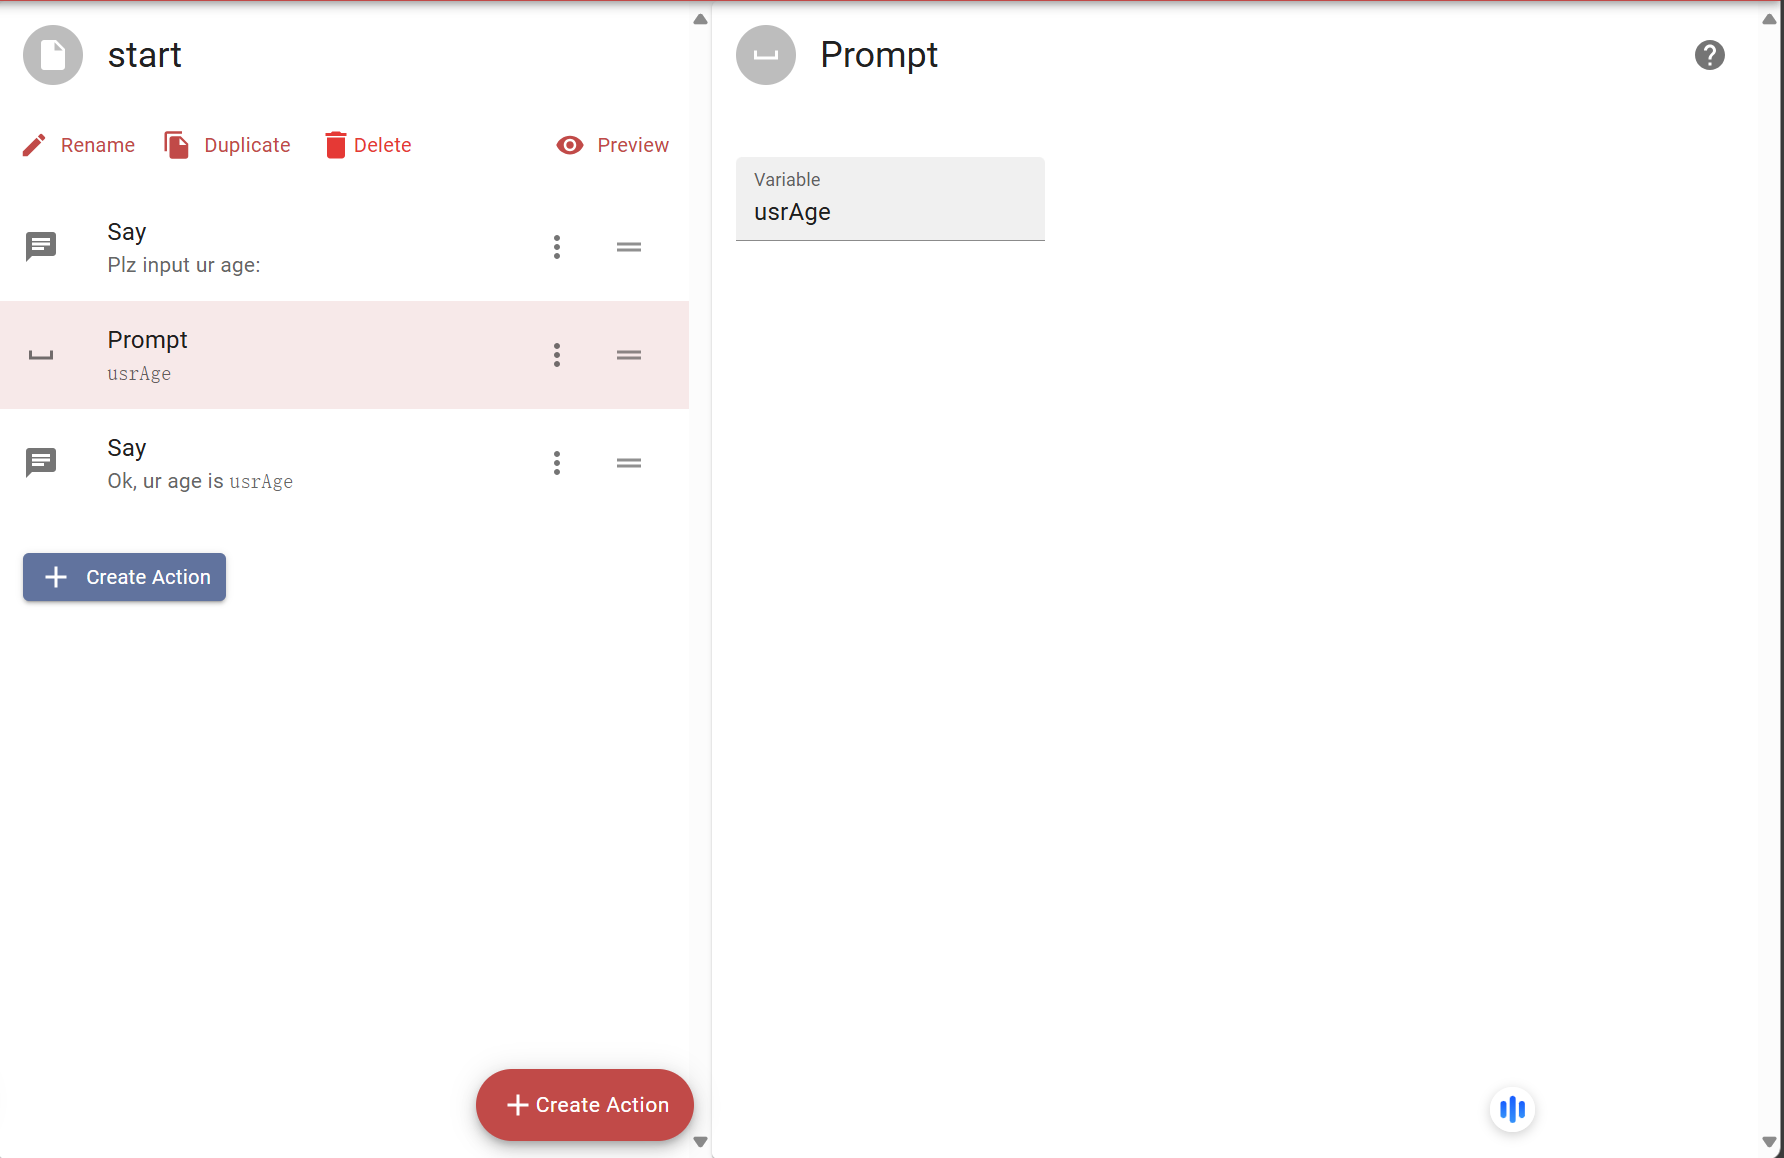 start
Rename
Duplicate
Delete
Preview
Say
Plz input ur age:
Prompt
usrAge
Say
Ok, ur age is usrAge
Create Action
Create Action
Prompt
?
Variable
usrAge